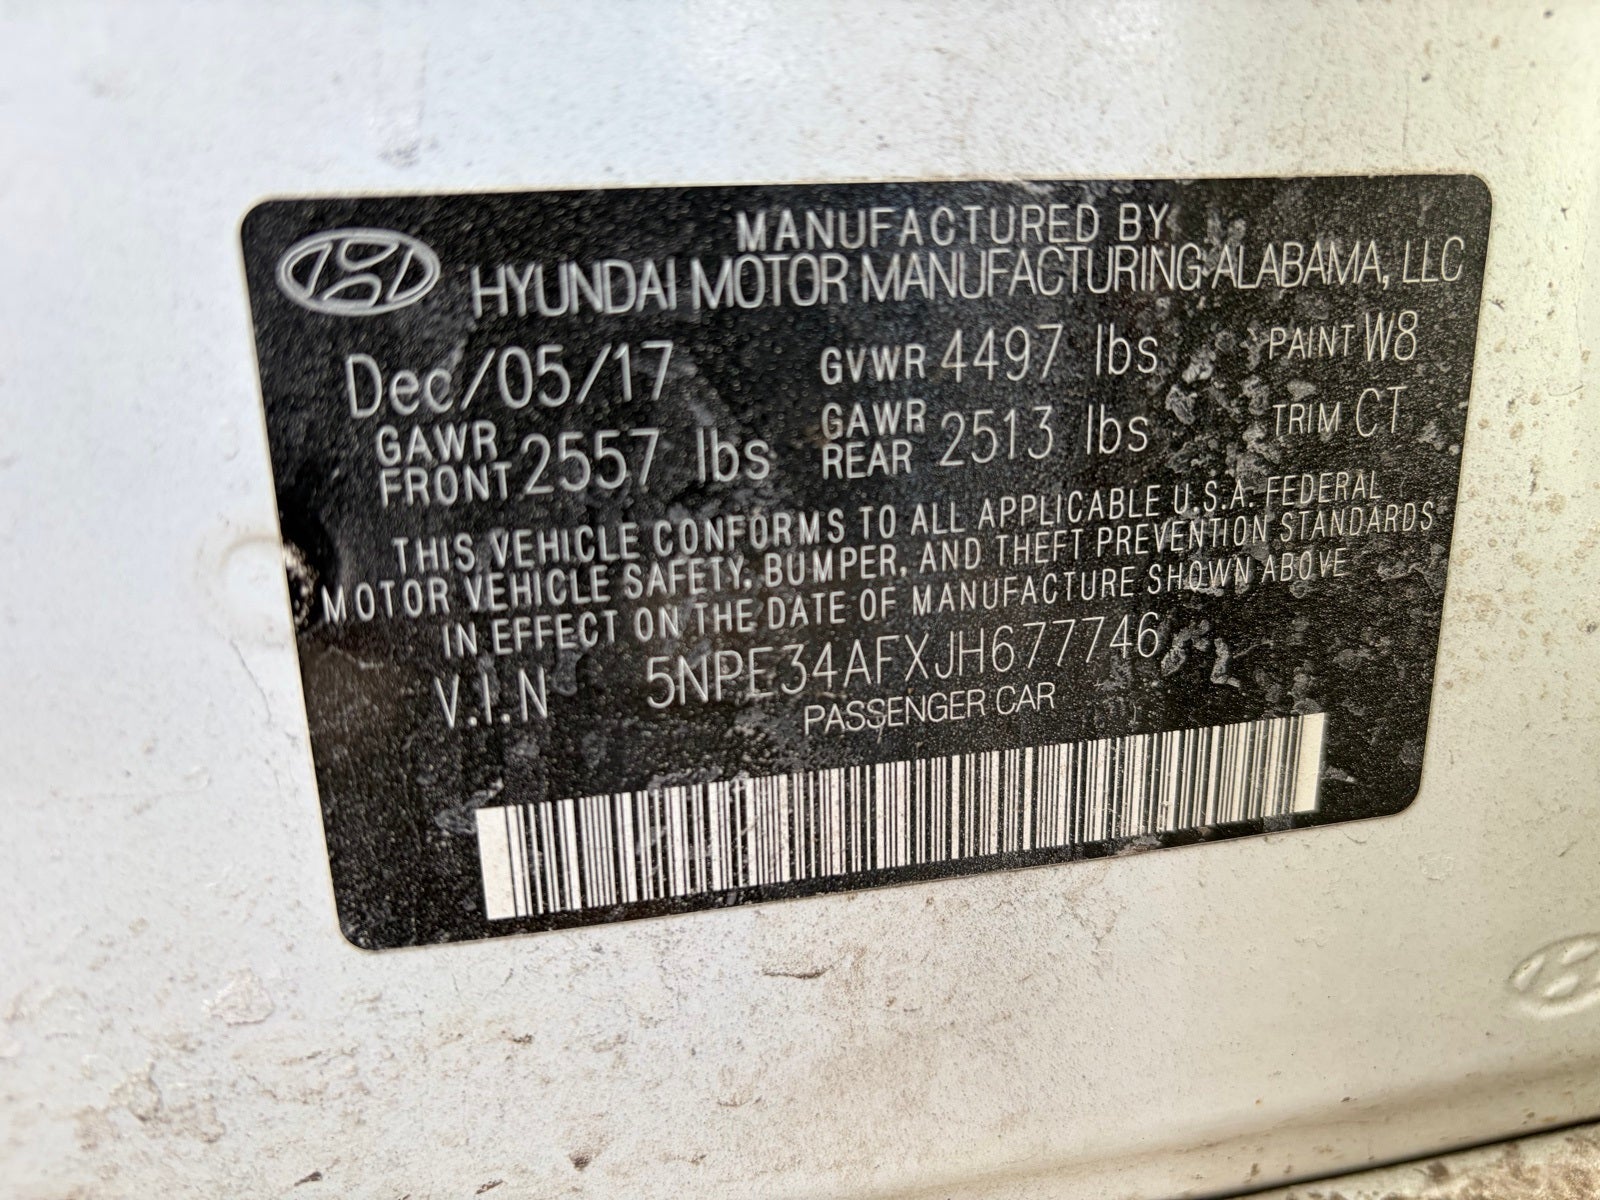 MANUFACTURED BY
HYUNDAI MOTOR MANUFACTURING ALABAMA, LLC
Dec/05/17 GVWR 4497 lbs PAINT W8
GAWR FRONT 2557 lbs GAWR REAR 2513 lbs TRIM CT
THIS VEHICLE CONFORMS TO ALL APPLICABLE U.S.A. FEDERAL
MOTOR VEHICLE SAFETY, BUMPER, AND THEFT PREVENTION STANDARDS
IN EFFECT ON THE DATE OF MANUFACTURE SHOWN ABOVE
V.I.N 5NPE34AFXJH677746
PASSENGER CAR